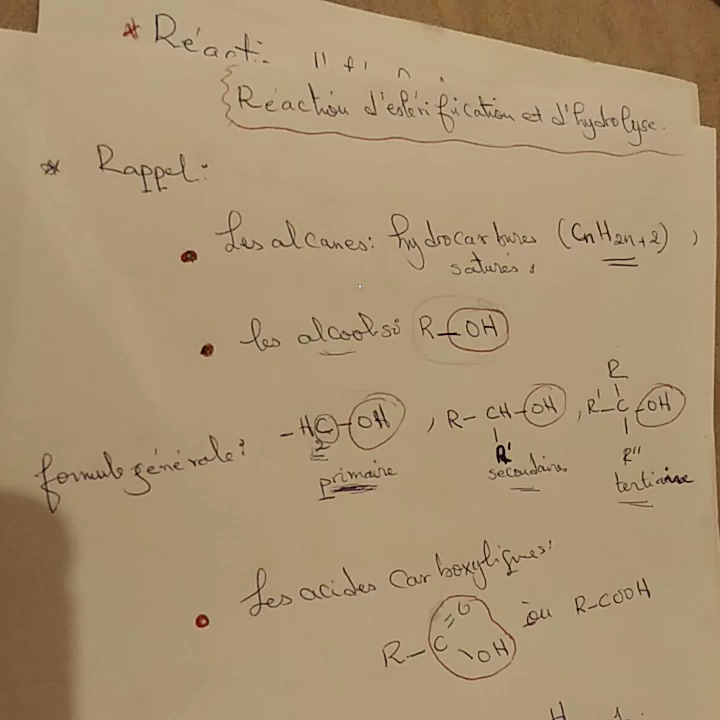 * Réacti
Réaction d'estérification et d'hydrolyse.
* Rappel:
• Les alcanes: hydrocarbures (CnH2n+2),
saturés,
• les alcools: R-OH
formule générale: -H2C-OH, R-CH-OH, R'-C-OH
R
R'
R"
primaire
secondaire
tertiaire
• Les acides carboxyliques:
R-C
=O
\OH
ou R-COOH